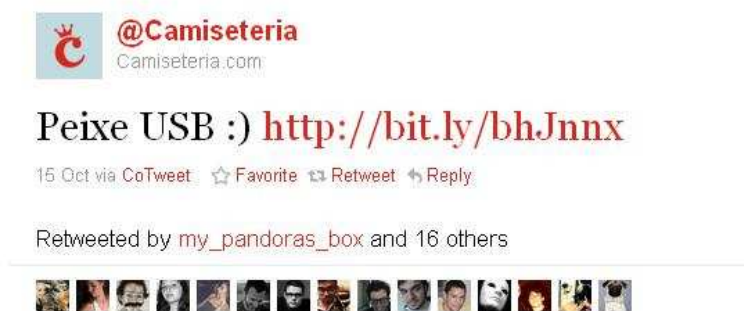 @Camiseteria
Camiseteria.com
Peixe USB :) http://bit.ly/bhJnnx
15 Oct via CoTweet Favorite Retweet Reply
Retweeted by my_pandoras_box and 16 others